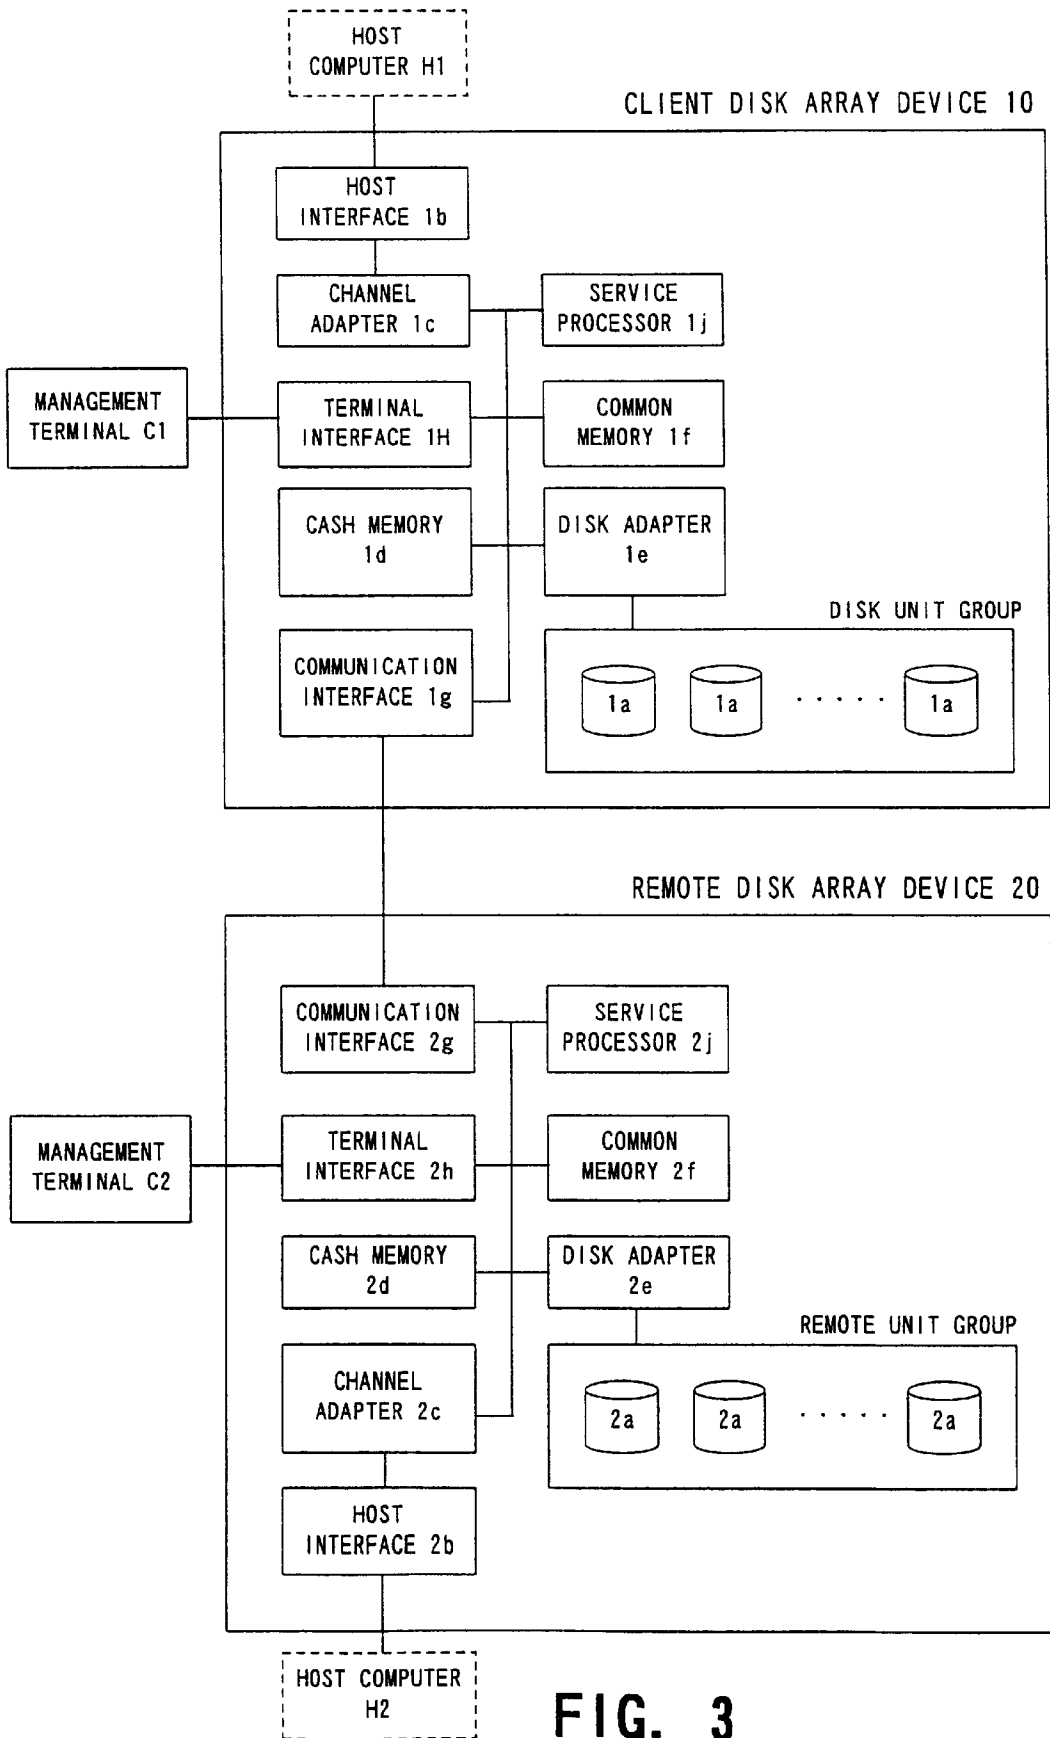 HOST
COMPUTER H1
CLIENT DISK ARRAY DEVICE 10
HOST
INTERFACE 1b
CHANNEL
ADAPTER 1c
SERVICE
PROCESSOR 1j
MANAGEMENT
TERMINAL C1
TERMINAL
INTERFACE 1H
COMMON
MEMORY 1f
CASH MEMORY
1d
DISK ADAPTER
1e
DISK UNIT GROUP
COMMUNICATION
INTERFACE 1g
1a
1a
.....
1a
REMOTE DISK ARRAY DEVICE 20
COMMUNICATION
INTERFACE 2g
SERVICE
PROCESSOR 2j
MANAGEMENT
TERMINAL C2
TERMINAL
INTERFACE 2h
COMMON
MEMORY 2f
CASH MEMORY
2d
DISK ADAPTER
2e
REMOTE UNIT GROUP
CHANNEL
ADAPTER 2c
2a
2a
.....
2a
HOST
INTERFACE 2b
HOST COMPUTER
H2
FIG. 3